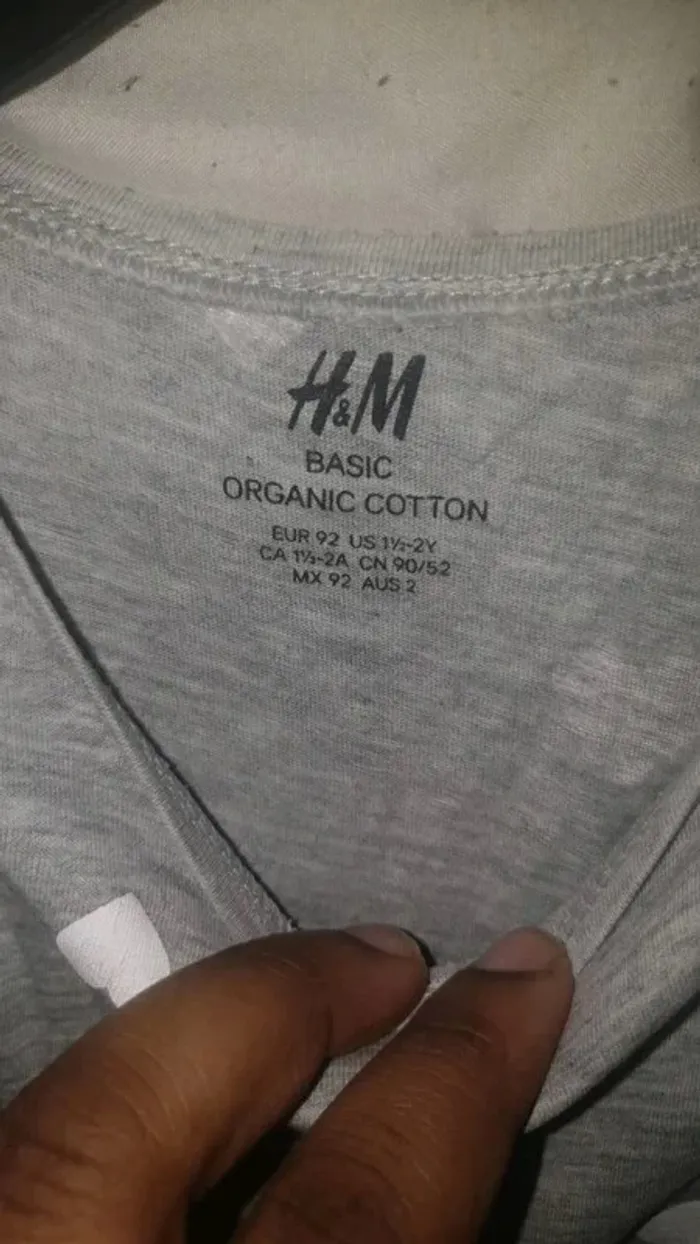 H&M
BASIC
ORGANIC COTTON
EUR 92 US 1½-2Y
CA 1½-2A CN 90/52
MX 92 AUS 2